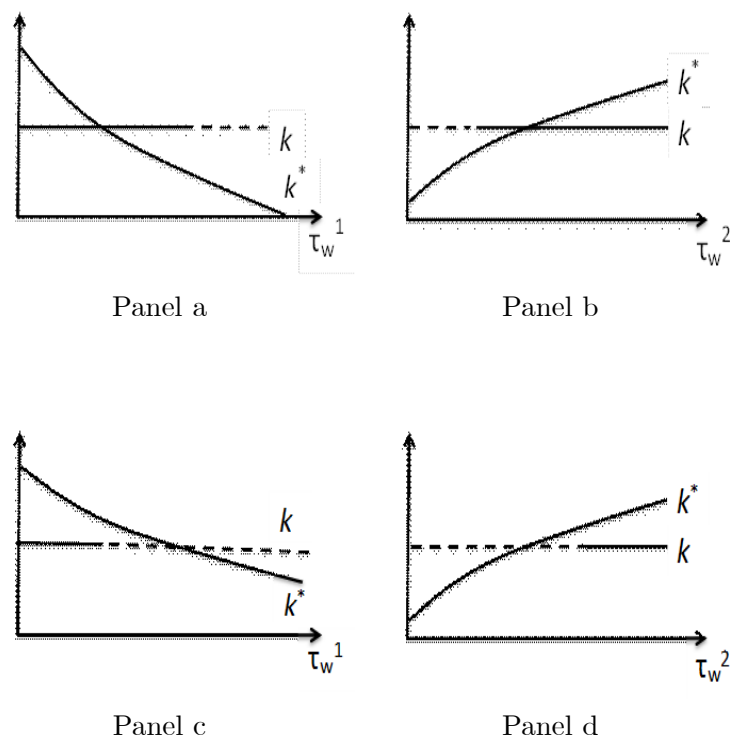 k
k*
τw1
Panel a
k*
k
τw2
Panel b
k
k*
τw1
Panel c
k*
k
τw2
Panel d